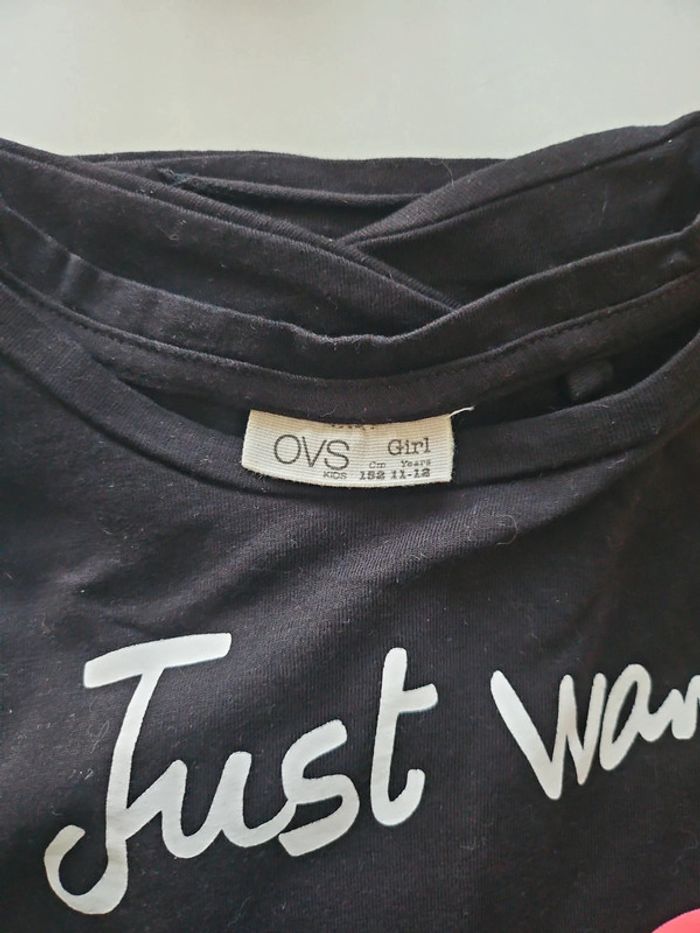 OVS Girl
KIDS Cm Years
152 11-12
Just